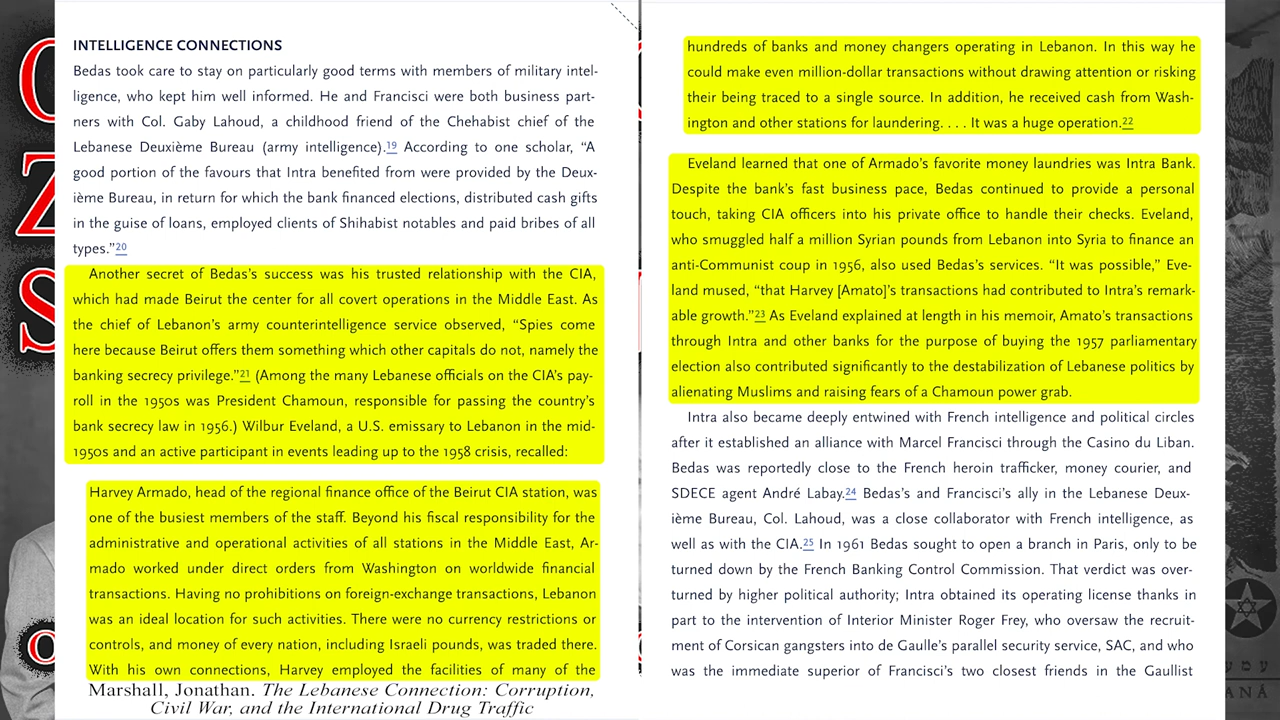 INTELLIGENCE CONNECTIONS
Bedas took care to stay on particularly good terms with members of military intel-
ligence, who kept him well informed. He and Francisci were both business part-
ners with Col. Gaby Lahoud, a childhood friend of the Chehabist chief of the
Lebanese Deuxième Bureau (army intelligence).19 According to one scholar, “A
good portion of the favours that Intra benefited from were provided by the Deux-
ième Bureau, in return for which the bank financed elections, distributed cash gifts
in the guise of loans, employed clients of Shihabist notables and paid bribes of all
types.”20
Another secret of Bedas’s success was his trusted relationship with the CIA,
which had made Beirut the center for all covert operations in the Middle East. As
the chief of Lebanon’s army counterintelligence service observed, “Spies come
here because Beirut offers them something which other capitals do not, namely the
banking secrecy privilege.”21 (Among the many Lebanese officials on the CIA’s pay-
roll in the 1950s was President Chamoun, responsible for passing the country’s
bank secrecy law in 1956.) Wilbur Eveland, a U.S. emissary to Lebanon in the mid-
1950s and an active participant in events leading up to the 1958 crisis, recalled:
Harvey Armado, head of the regional finance office of the Beirut CIA station, was
one of the busiest members of the staff. Beyond his fiscal responsibility for the
administrative and operational activities of all stations in the Middle East, Ar-
mado worked under direct orders from Washington on worldwide financial
transactions. Having no prohibitions on foreign-exchange transactions, Lebanon
was an ideal location for such activities. There were no currency restrictions or
controls, and money of every nation, including Israeli pounds, was traded there.
With his own connections, Harvey employed the facilities of many of the
Marshall, Jonathan. The Lebanese Connection: Corruption,
Civil War, and the International Drug Traffic
hundreds of banks and money changers operating in Lebanon. In this way he
could make even million-dollar transactions without drawing attention or risking
their being traced to a single source. In addition, he received cash from Wash-
ington and other stations for laundering. . . . It was a huge operation.22
Eveland learned that one of Armado’s favorite money laundries was Intra Bank.
Despite the bank’s fast business pace, Bedas continued to provide a personal
touch, taking CIA officers into his private office to handle their checks. Eveland,
who smuggled half a million Syrian pounds from Lebanon into Syria to finance an
anti-Communist coup in 1956, also used Bedas’s services. “It was possible,” Eve-
land mused, “that Harvey [Amato]’s transactions had contributed to Intra’s remark-
able growth.”23 As Eveland explained at length in his memoir, Amato’s transactions
through Intra and other banks for the purpose of buying the 1957 parliamentary
election also contributed significantly to the destabilization of Lebanese politics by
alienating Muslims and raising fears of a Chamoun power grab.
Intra also became deeply entwined with French intelligence and political circles
after it established an alliance with Marcel Francisci through the Casino du Liban.
Bedas was reportedly close to the French heroin trafficker, money courier, and
SDECE agent André Labay.24 Bedas’s and Francisci’s ally in the Lebanese Deux-
ième Bureau, Col. Lahoud, was a close collaborator with French intelligence, as
well as with the CIA.25 In 1961 Bedas sought to open a branch in Paris, only to be
turned down by the French Banking Control Commission. That verdict was over-
turned by higher political authority; Intra obtained its operating license thanks in
part to the intervention of Interior Minister Roger Frey, who oversaw the recruit-
ment of Corsican gangsters into de Gaulle’s parallel security service, SAC, and who
was the immediate superior of Francisci’s two closest friends in the Gaullist